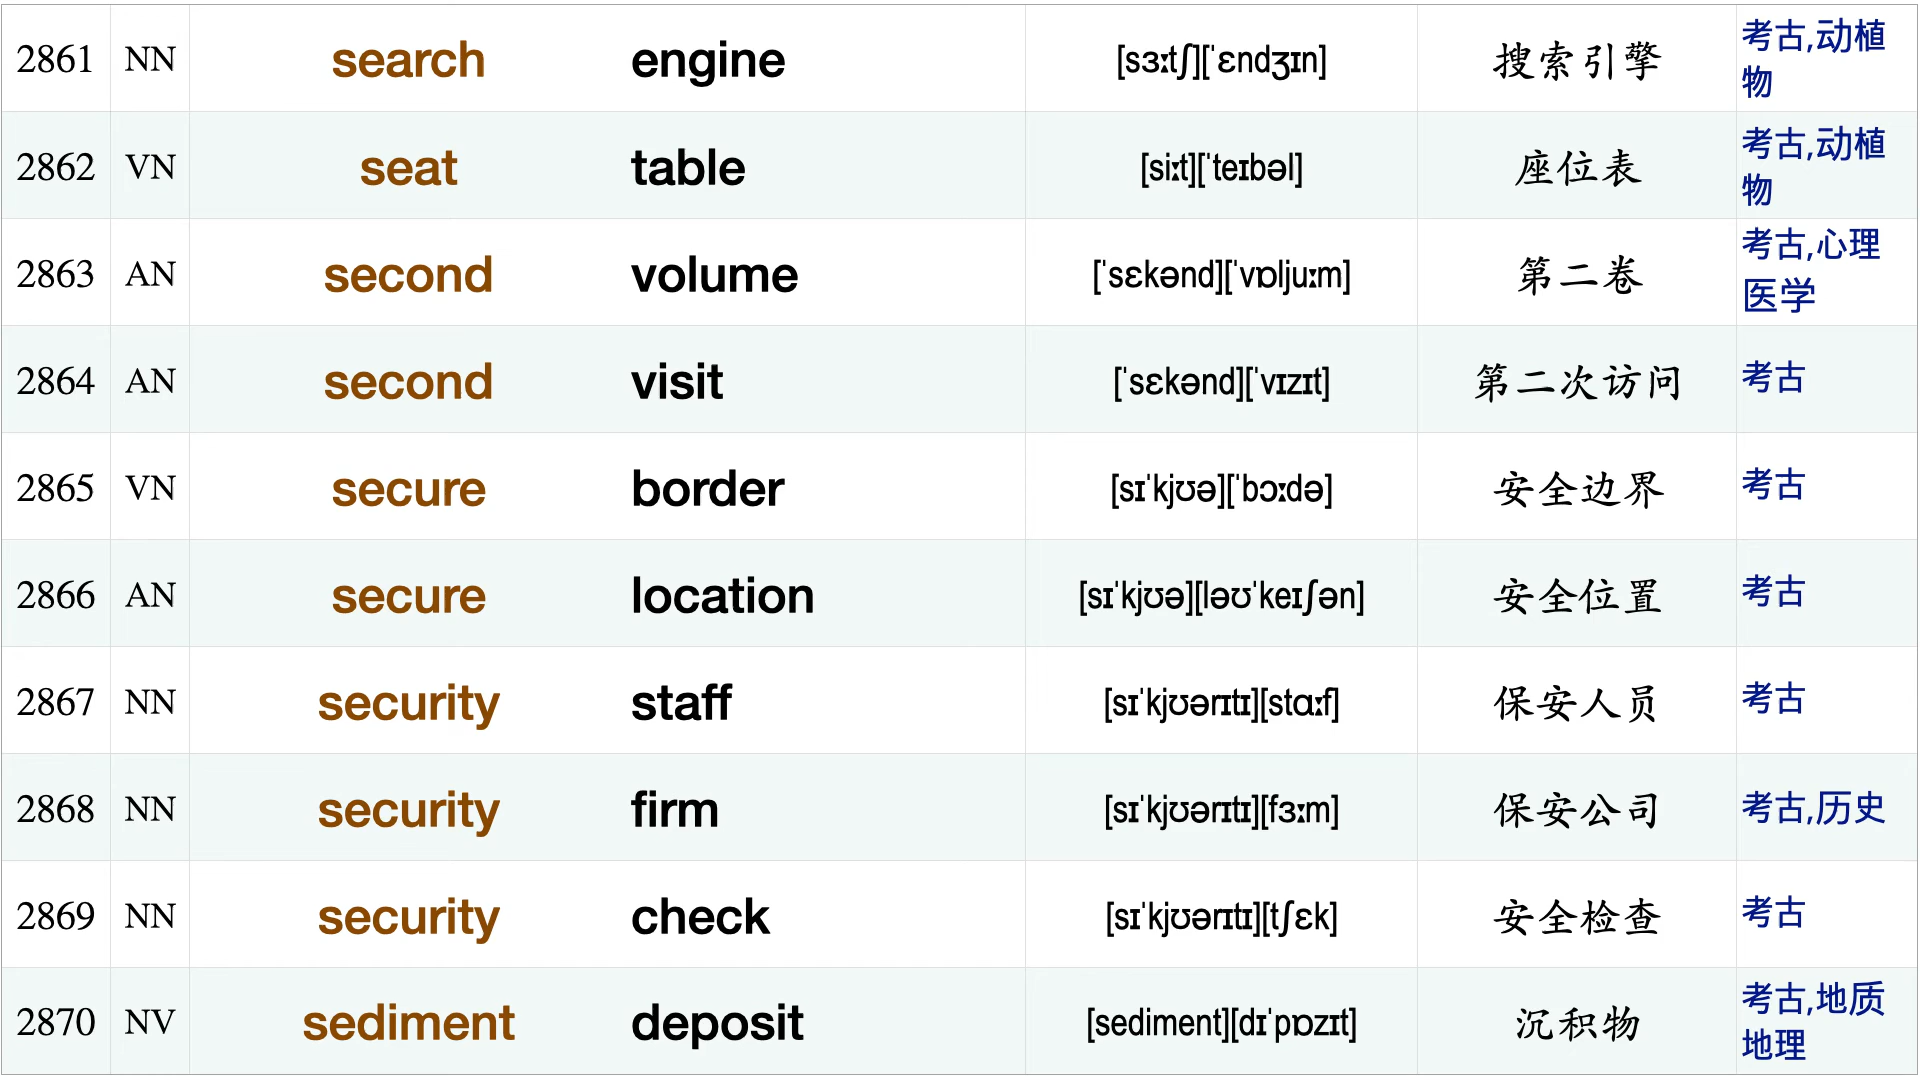 2861 NN search engine [sɜːtʃ][ˈɛndʒɪn] 搜索引擎 考古,动植物
2862 VN seat table [siːt][ˈteɪbəl] 座位表 考古,动植物
2863 AN second volume [ˈsɛkənd][ˈvɒljuːm] 第二卷 考古,心理医学
2864 AN second visit [ˈsɛkənd][ˈvɪzɪt] 第二次访问 考古
2865 VN secure border [sɪˈkjʊə][ˈbɔːdə] 安全边界 考古
2866 AN secure location [sɪˈkjʊə][ləʊˈkeɪʃən] 安全位置 考古
2867 NN security staff [sɪˈkjʊərɪtɪ][stɑːf] 保安人员 考古
2868 NN security firm [sɪˈkjʊərɪtɪ][fɜːm] 保安公司 考古,历史
2869 NN security check [sɪˈkjʊərɪtɪ][tʃɛk] 安全检查 考古
2870 NV sediment deposit [sediment][dɪˈpɒzɪt] 沉积物 考古,地质地理